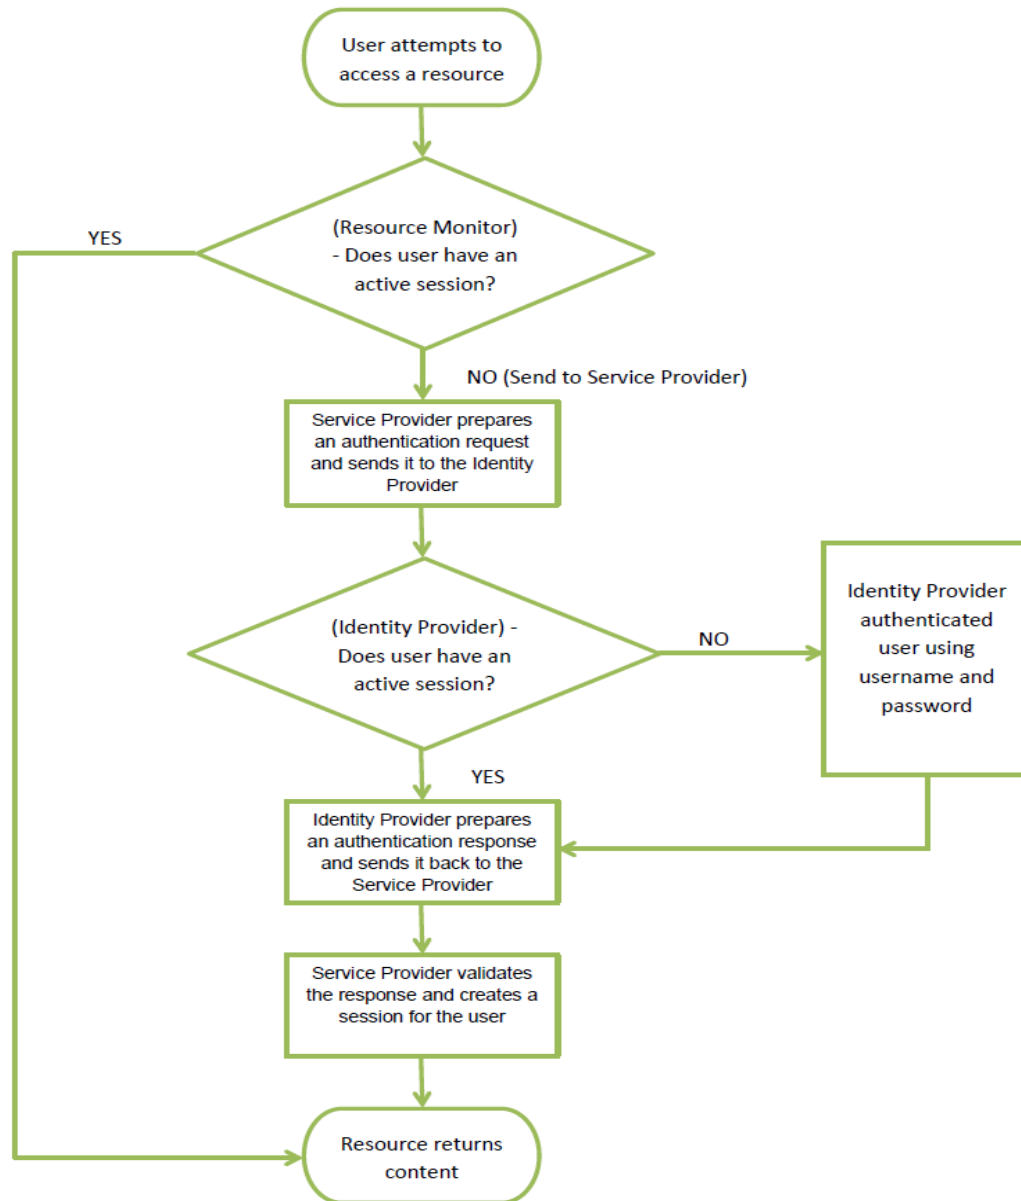 User attempts to
access a resource
(Resource Monitor)
- Does user have an
active session?
YES
NO (Send to Service Provider)
Service Provider prepares
an authentication request
and sends it to the Identity
Provider
(Identity Provider) -
Does user have an
active session?
NO
Identity Provider
authenticated
user using
username and
password
YES
Identity Provider prepares
an authentication response
and sends it back to the
Service Provider
Service Provider validates
the response and creates a
session for the user
Resource returns
content